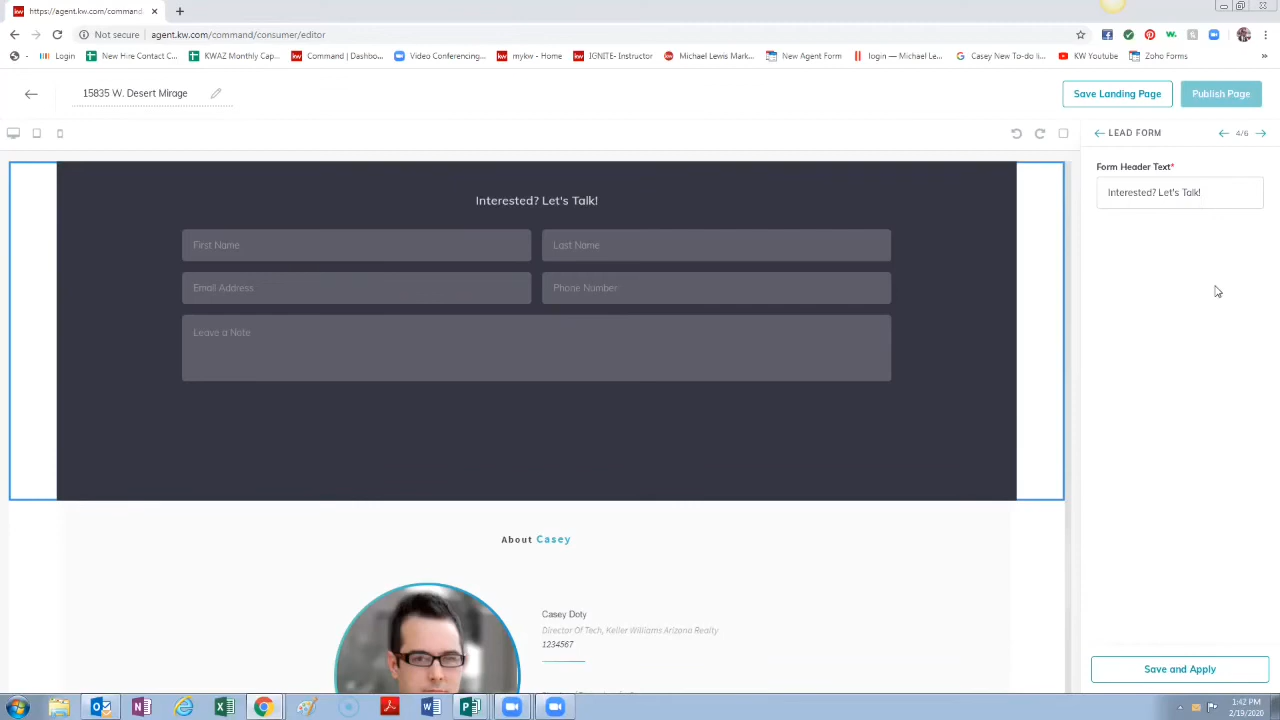 https://agent.kw.com/command/
Not secure
agent.kw.com/command/consumer/editor
Login
New Hire Contact C...
KWAZ Monthly Cap...
Command | Dashbo...
Video Conferencing...
mykw - Home
IGNITE- Instructor
Michael Lewis Mark...
New Agent Form
login — Michael Le...
Casey New To-do li...
KW Youtube
Zoho Forms
»
15835 W. Desert Mirage
Save Landing Page
Publish Page
LEAD FORM
4/6
Form Header Text*
Interested? Let's Talk!
Interested? Let's Talk!
First Name
Last Name
Email Address
Phone Number
Leave a Note
About Casey
Casey Doty
Director Of Tech, Keller Williams Arizona Realty
1234567
Save and Apply
1:42 PM
2/19/2020